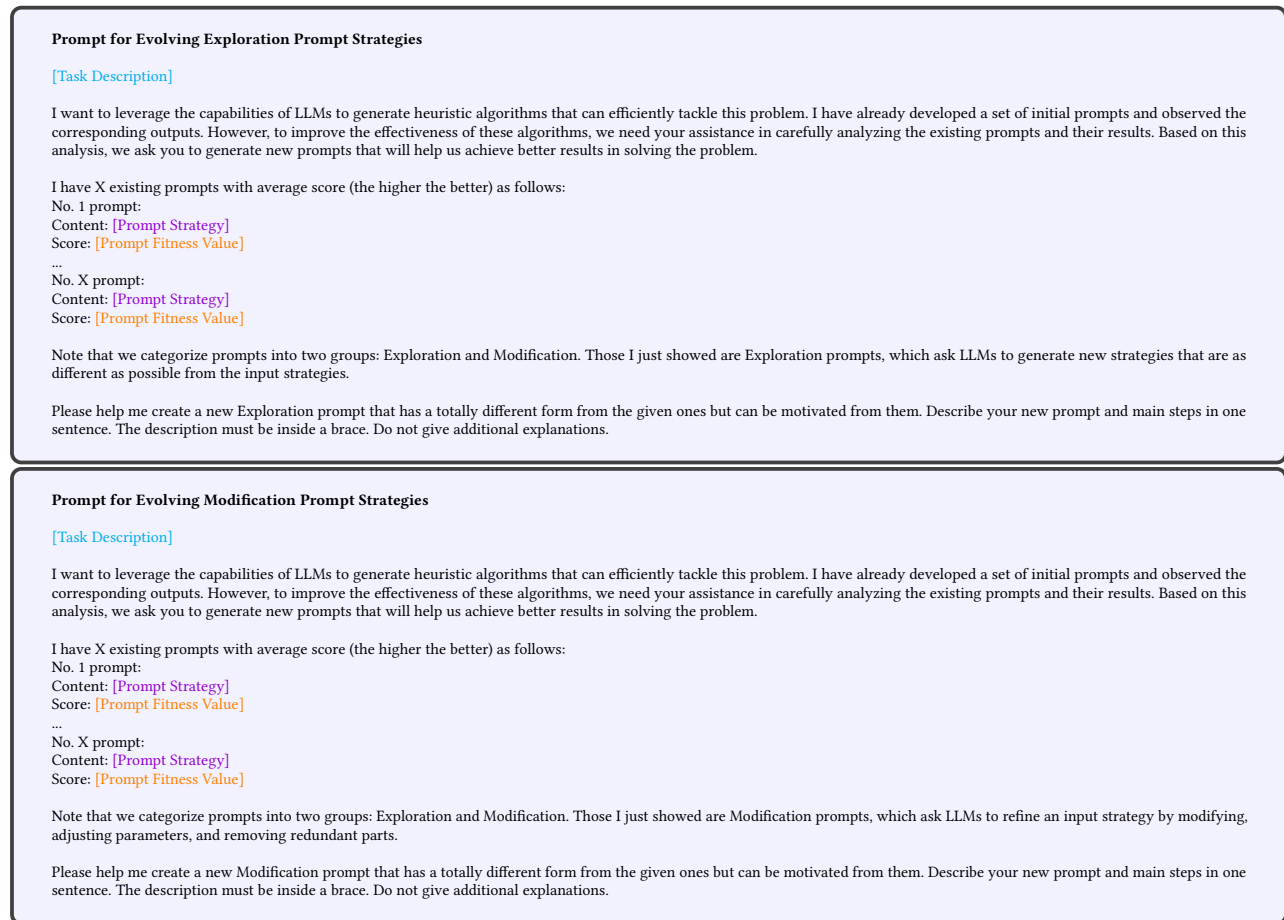 Prompt for Evolving Exploration Prompt Strategies
[Task Description]
I want to leverage the capabilities of LLMs to generate heuristic algorithms that can efficiently tackle this problem. I have already developed a set of initial prompts and observed the
corresponding outputs. However, to improve the effectiveness of these algorithms, we need your assistance in carefully analyzing the existing prompts and their results. Based on this
analysis, we ask you to generate new prompts that will help us achieve better results in solving the problem.
I have X existing prompts with average score (the higher the better) as follows:
No. 1 prompt:
Content: [Prompt Strategy]
Score: [Prompt Fitness Value]
...
No. X prompt:
Content: [Prompt Strategy]
Score: [Prompt Fitness Value]
Note that we categorize prompts into two groups: Exploration and Modification. Those I just showed are Exploration prompts, which ask LLMs to generate new strategies that are as
different as possible from the input strategies.
Please help me create a new Exploration prompt that has a totally different form from the given ones but can be motivated from them. Describe your new prompt and main steps in one
sentence. The description must be inside a brace. Do not give additional explanations.
Prompt for Evolving Modification Prompt Strategies
[Task Description]
I want to leverage the capabilities of LLMs to generate heuristic algorithms that can efficiently tackle this problem. I have already developed a set of initial prompts and observed the
corresponding outputs. However, to improve the effectiveness of these algorithms, we need your assistance in carefully analyzing the existing prompts and their results. Based on this
analysis, we ask you to generate new prompts that will help us achieve better results in solving the problem.
I have X existing prompts with average score (the higher the better) as follows:
No. 1 prompt:
Content: [Prompt Strategy]
Score: [Prompt Fitness Value]
...
No. X prompt:
Content: [Prompt Strategy]
Score: [Prompt Fitness Value]
Note that we categorize prompts into two groups: Exploration and Modification. Those I just showed are Modification prompts, which ask LLMs to refine an input strategy by modifying,
adjusting parameters, and removing redundant parts.
Please help me create a new Modification prompt that has a totally different form from the given ones but can be motivated from them. Describe your new prompt and main steps in one
sentence. The description must be inside a brace. Do not give additional explanations.